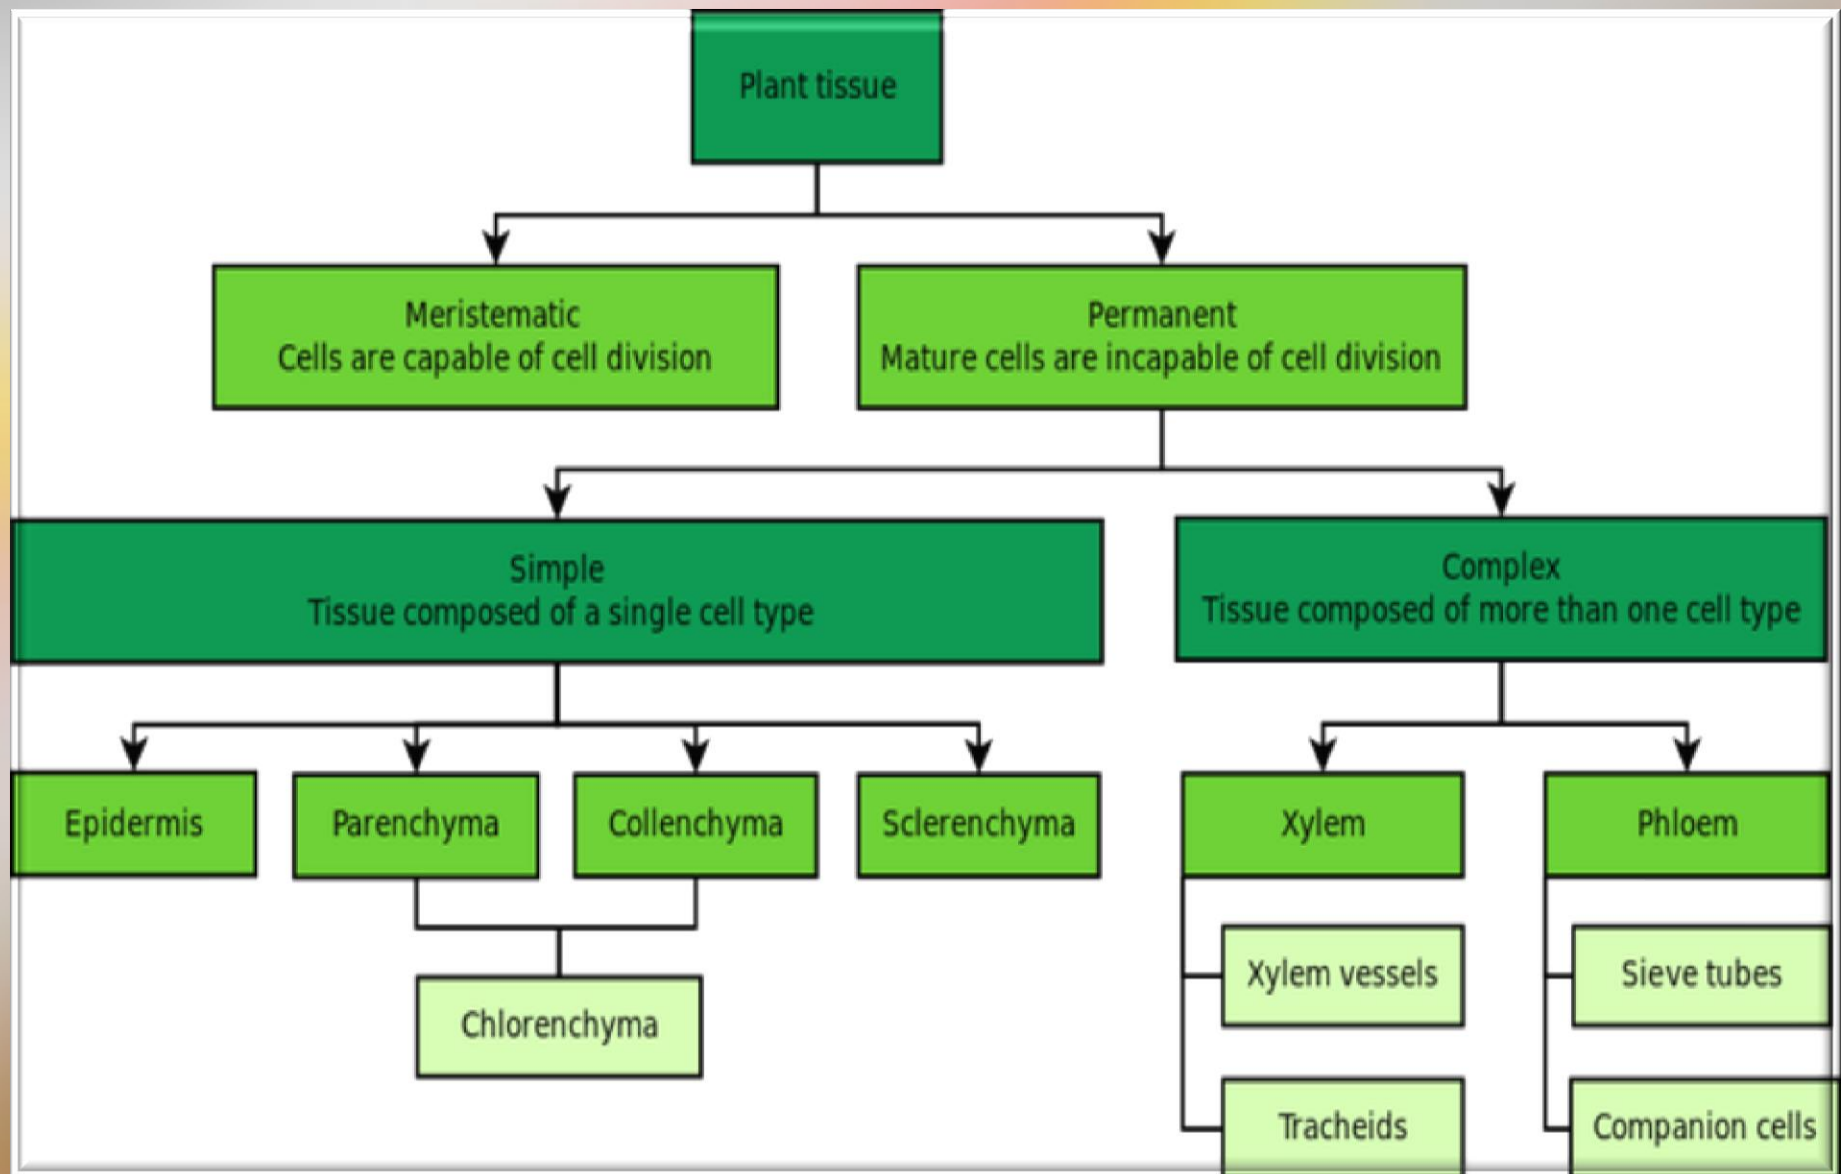 Plant tissue
Meristematic
Cells are capable of cell division
Permanent
Mature cells are incapable of cell division
Simple
Tissue composed of a single cell type
Complex
Tissue composed of more than one cell type
Epidermis
Parenchyma
Collenchyma
Sclerenchyma
Xylem
Phloem
Xylem vessels
Sieve tubes
Chlorenchyma
Tracheids
Companion cells